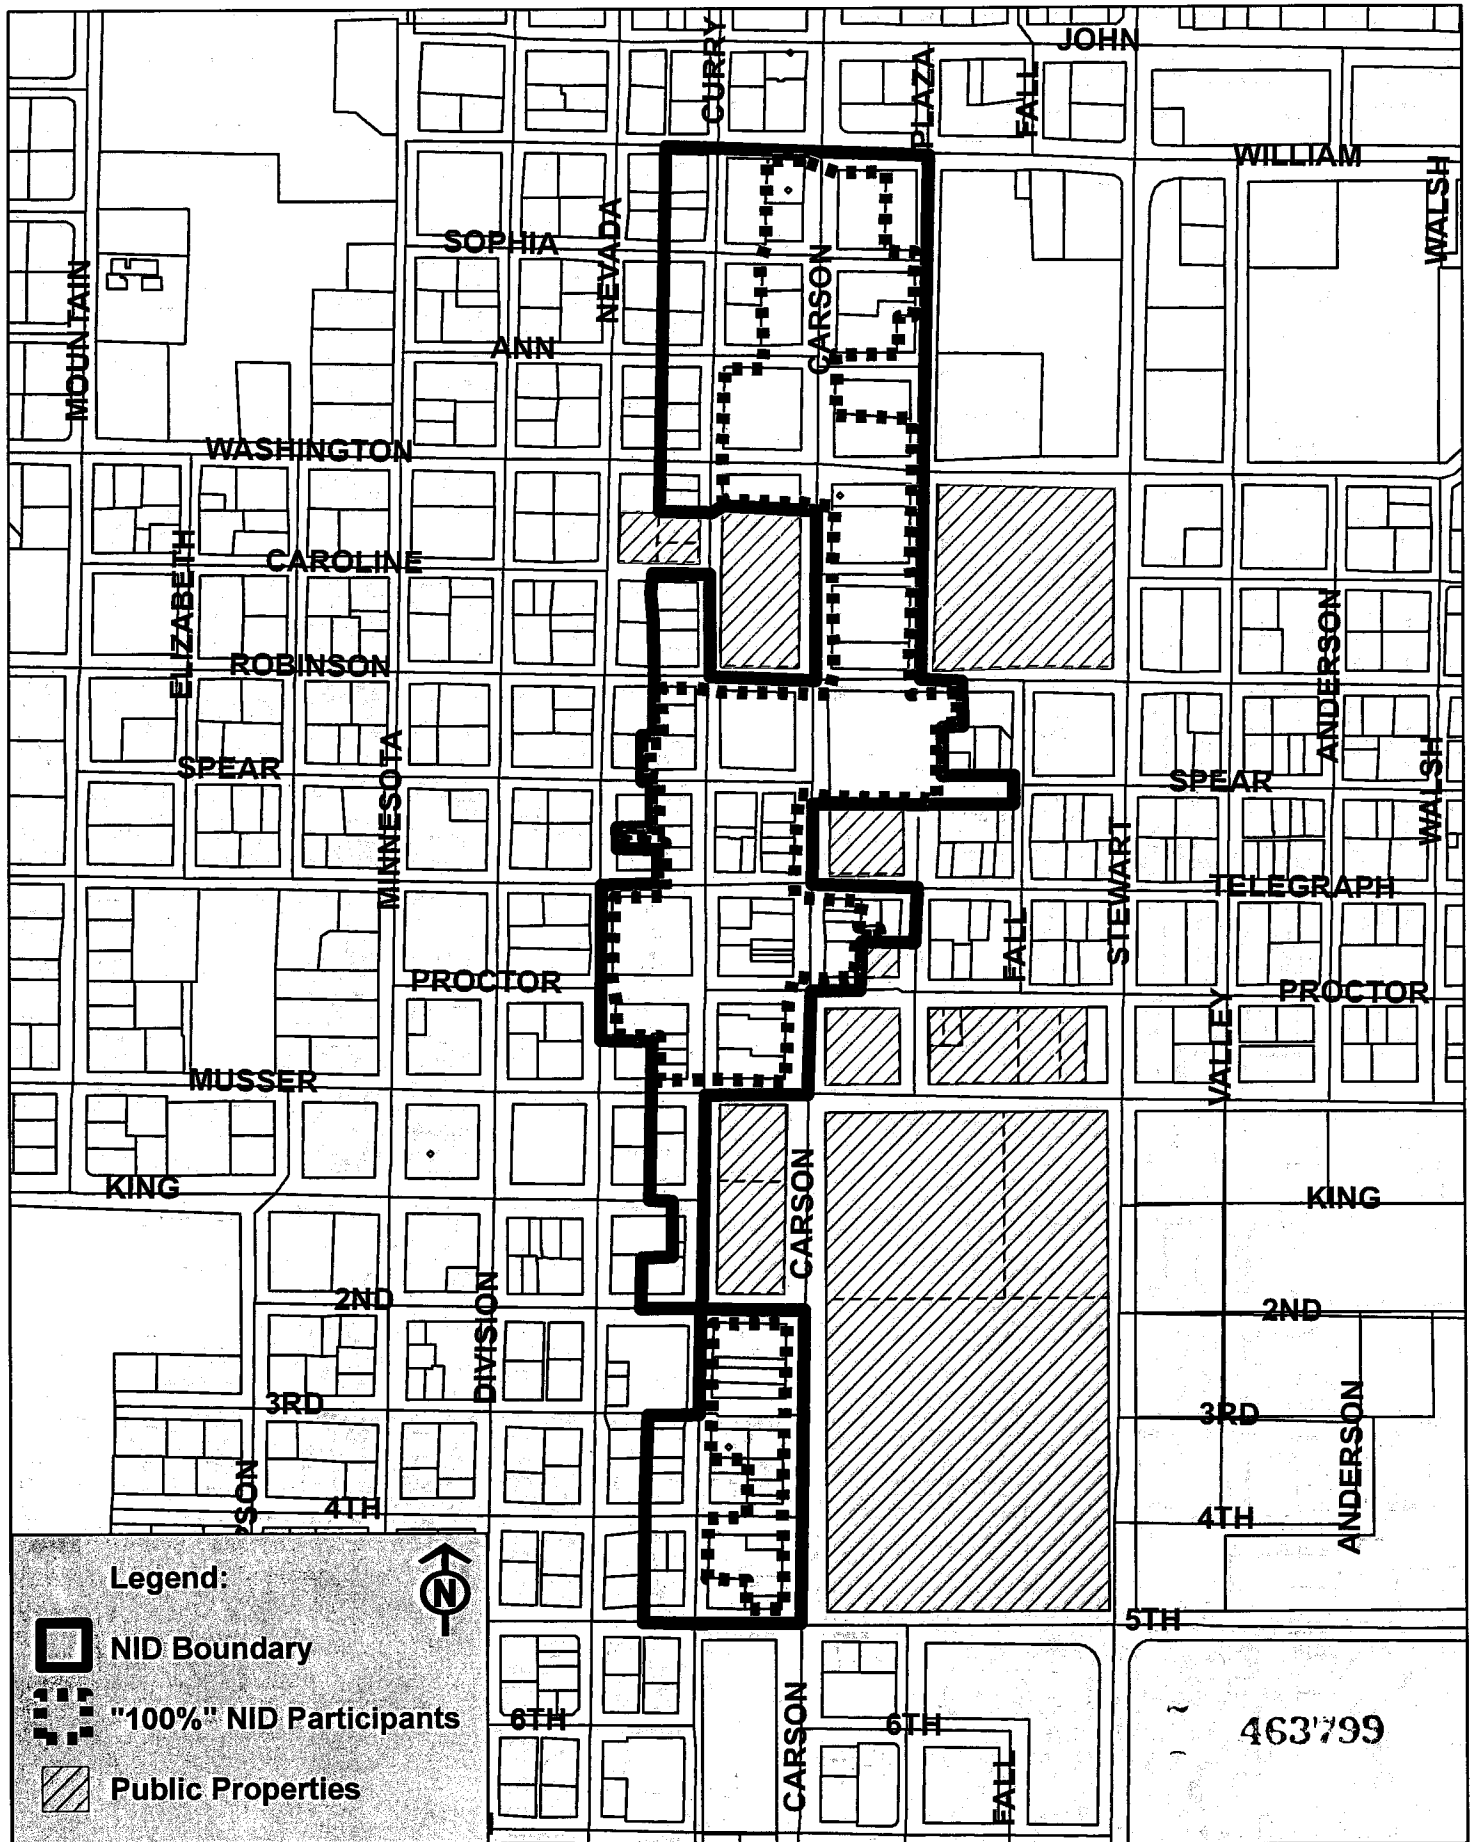 JOHN
CURRY
PLAZA
FALL
WILLIAM
WALSH
SOPHIA
NEVADA
CARSON
MOUNTAIN
ANN
WASHINGTON
CAROLINE
ELIZABETH
ROBINSON
ANDERSON
SPEAR
MINNESOTA
SPEAR
WALSH
STEWART
TELEGRAPH
FALL
PROCTOR
PROCTOR
VALLEY
MUSSER
CARSON
KING
KING
2ND
DIVISION
2ND
3RD
3RD
ANDERSON
4TH
4TH
5TH
Legend:
N
NID Boundary
"100%" NID Participants
Public Properties
6TH
CARSON
6TH
FALL
463799